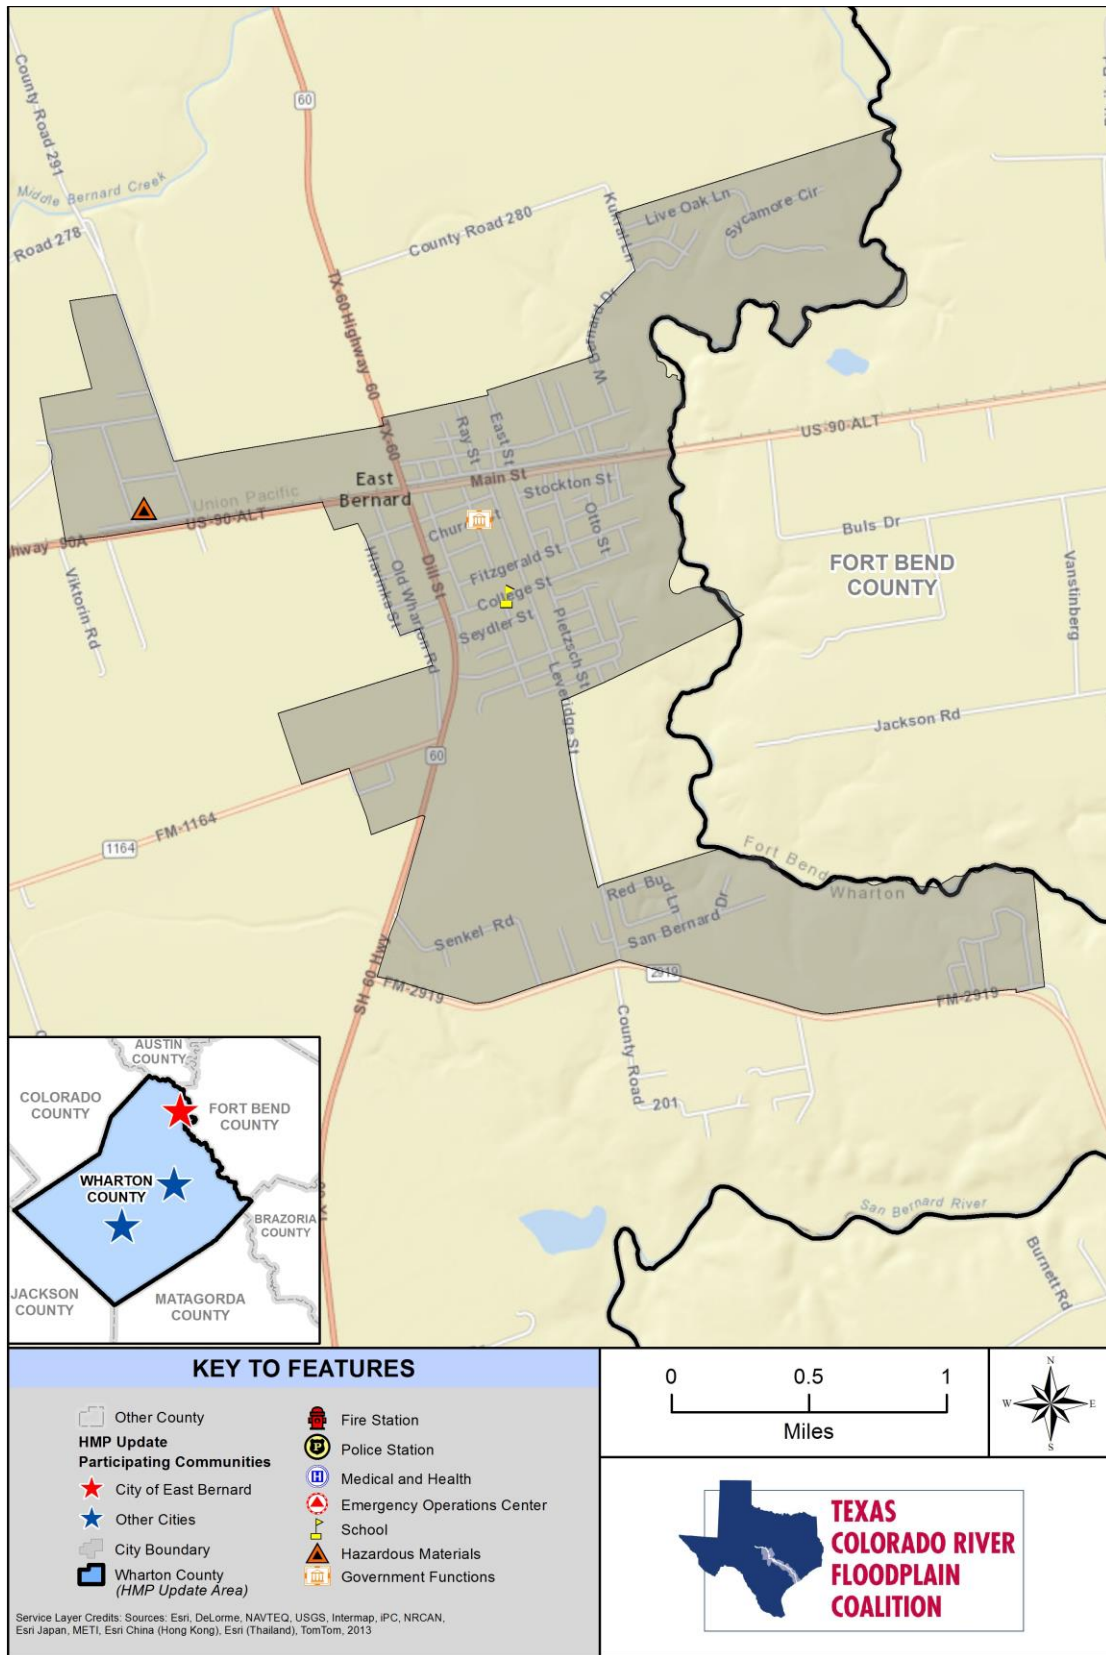 County Road 291
60
Middle Bernard Creek
Road 278
County Road 280
Kukral Ln
Live Oak Ln
Sycamore Cir
TX-60 Highway 60
W Bernard Dr
TX-60
Ray St
East St
US-90-ALT
East
Bernard
Main St
Stockton St
Union Pacific
US-90-ALT
hway 90A
Otto St
Buls Dr
Viktorin Rd
Hlavinka St
Old Wharton Rd
Dill St
Fitzgerald St
College St
Seydler St
Pietzsch St
Leveridge St
FORT BEND
COUNTY
Vanstinberg
Jackson Rd
60
FM-1164
1164
Fort Bend
Wharton
Red Bud Ln
San Bernard Dr
Senkel Rd
SH 60 Hwy
FM-2919
2919
FM-2919
County Road
201
San Bernard River
Burnett Rd
AUSTIN
COUNTY
COLORADO
COUNTY
FORT BEND
COUNTY
WHARTON
COUNTY
BRAZORIA
COUNTY
JACKSON
COUNTY
MATAGORDA
COUNTY
KEY TO FEATURES
Other County
HMP Update
Participating Communities
City of East Bernard
Other Cities
City Boundary
Wharton County
(HMP Update Area)
Fire Station
Police Station
Medical and Health
Emergency Operations Center
School
Hazardous Materials
Government Functions
Service Layer Credits: Sources: Esri, DeLorme, NAVTEQ, USGS, Intermap, iPC, NRCAN,
Esri Japan, METI, Esri China (Hong Kong), Esri (Thailand), TomTom, 2013
0 0.5 1
Miles
N
W E
S
TEXAS
COLORADO RIVER
FLOODPLAIN
COALITION